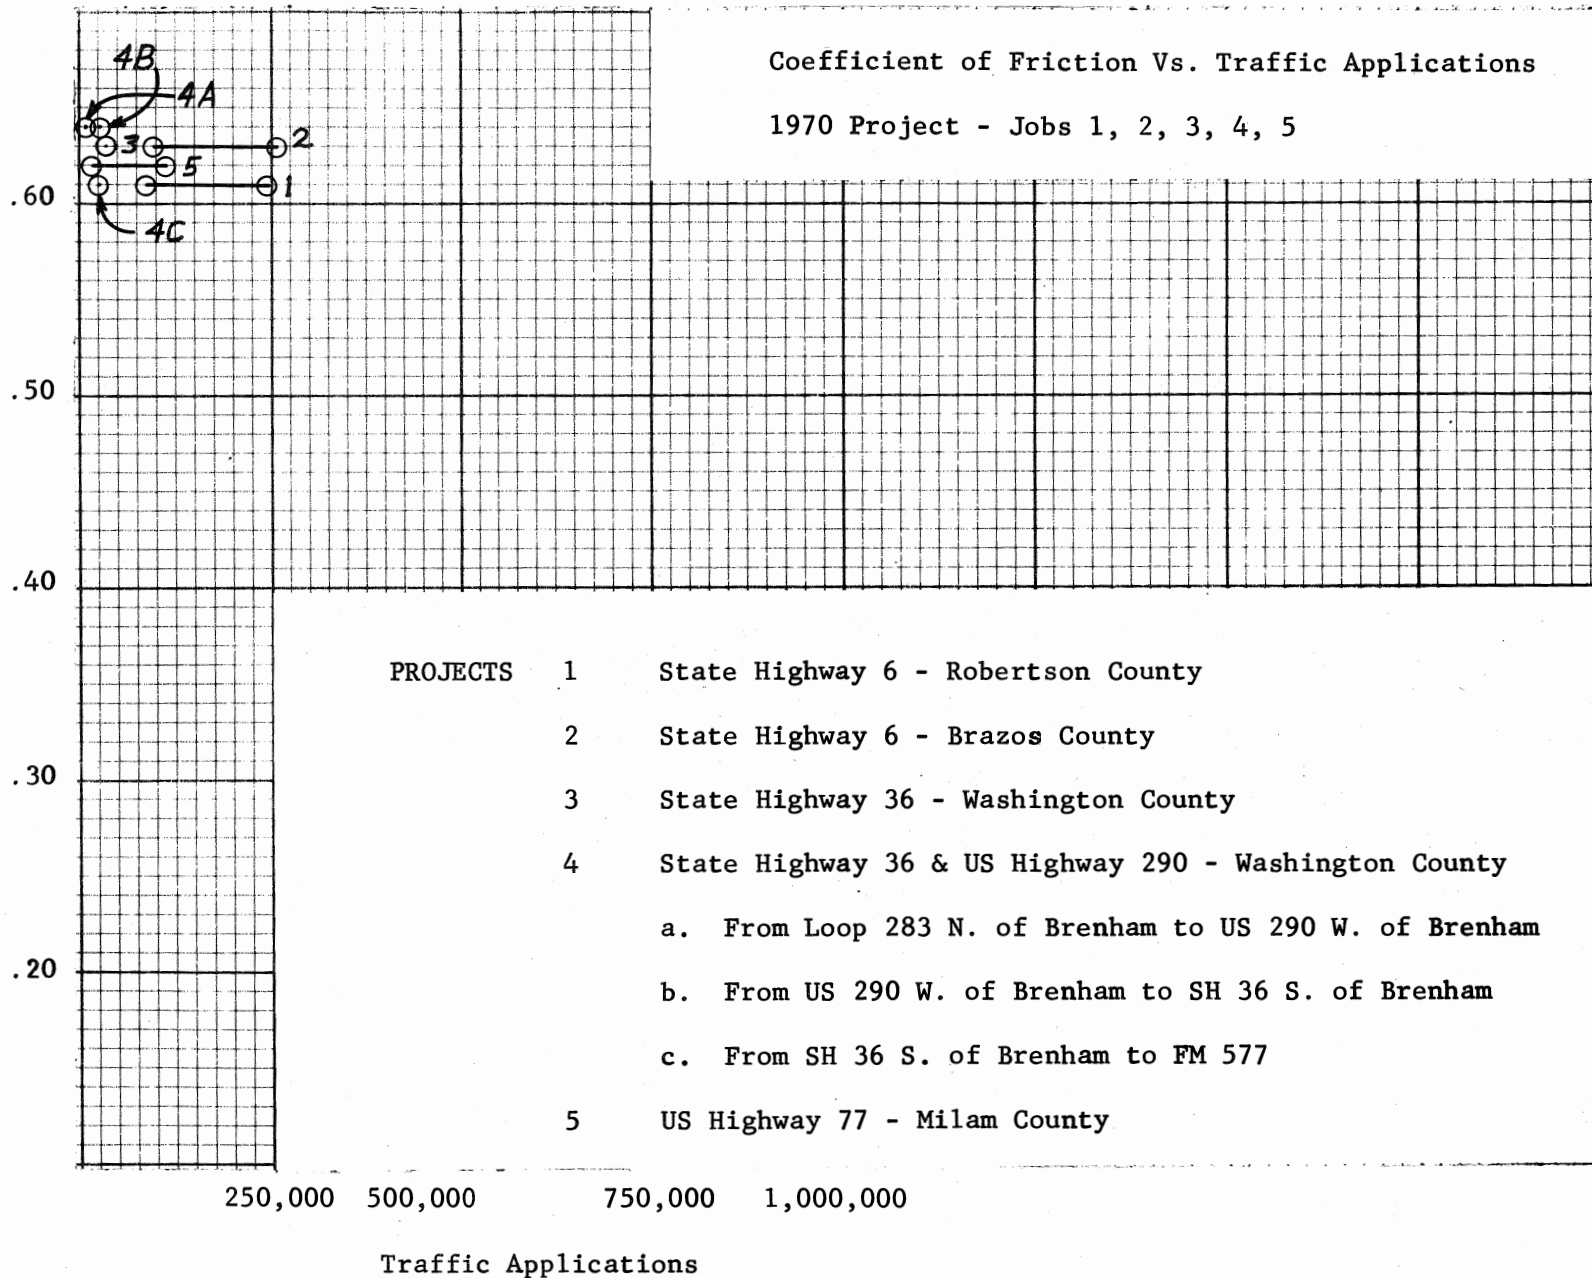 Coefficient of Friction Vs. Traffic Applications
1970 Project - Jobs 1, 2, 3, 4, 5
4B
4A
3
2
5
1
4C
.60
.50
.40
.30
.20
PROJECTS 1 State Highway 6 - Robertson County
2 State Highway 6 - Brazos County
3 State Highway 36 - Washington County
4 State Highway 36 & US Highway 290 - Washington County
a. From Loop 283 N. of Brenham to US 290 W. of Brenham
b. From US 290 W. of Brenham to SH 36 S. of Brenham
c. From SH 36 S. of Brenham to FM 577
5 US Highway 77 - Milam County
250,000 500,000 750,000 1,000,000
Traffic Applications